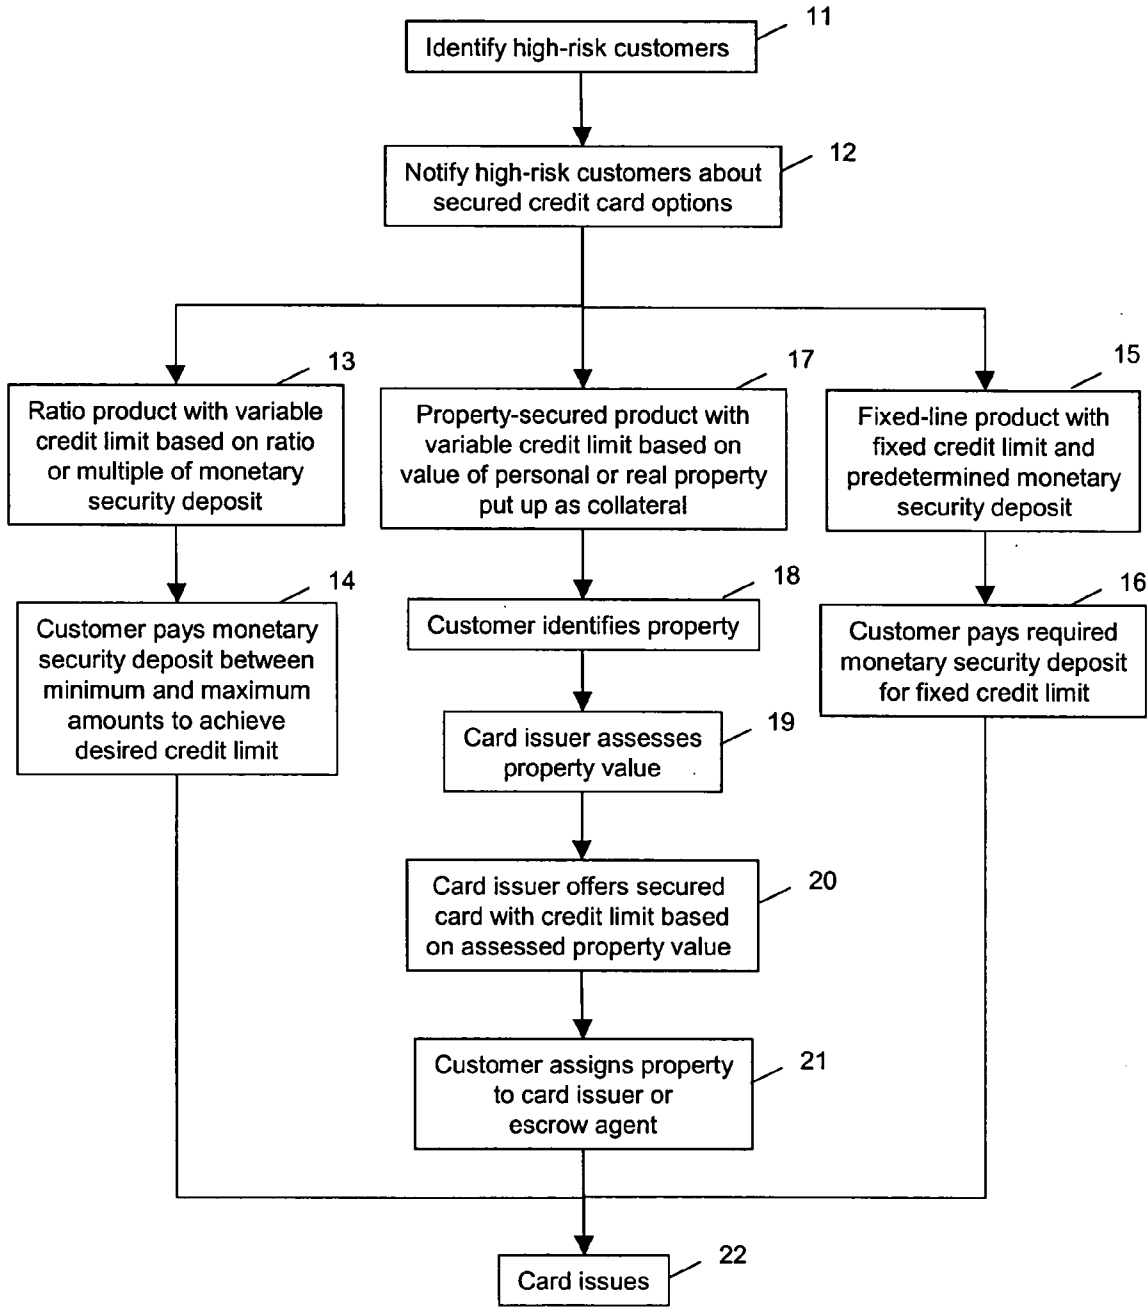 11
Identify high-risk customers
12
Notify high-risk customers about
secured credit card options
13
Ratio product with variable
credit limit based on ratio
or multiple of monetary
security deposit
17
Property-secured product with
variable credit limit based on
value of personal or real property
put up as collateral
15
Fixed-line product with
fixed credit limit and
predetermined monetary
security deposit
14
Customer pays monetary
security deposit between
minimum and maximum
amounts to achieve
desired credit limit
18
Customer identifies property
16
Customer pays required
monetary security deposit
for fixed credit limit
19
Card issuer assesses
property value
20
Card issuer offers secured
card with credit limit based
on assessed property value
21
Customer assigns property
to card issuer or
escrow agent
22
Card issues